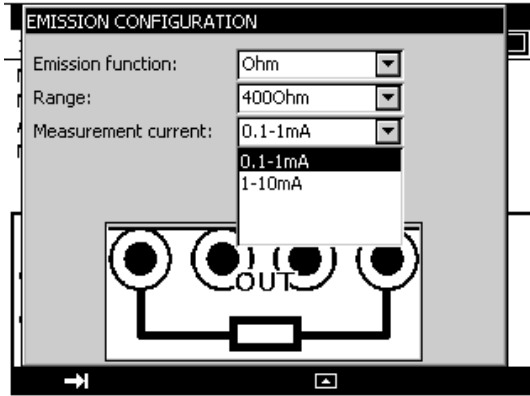 EMISSION CONFIGURATION
Emission function: Ohm
Range: 400Ohm
Measurement current: 0.1-1mA
0.1-1mA
1-10mA
OUT